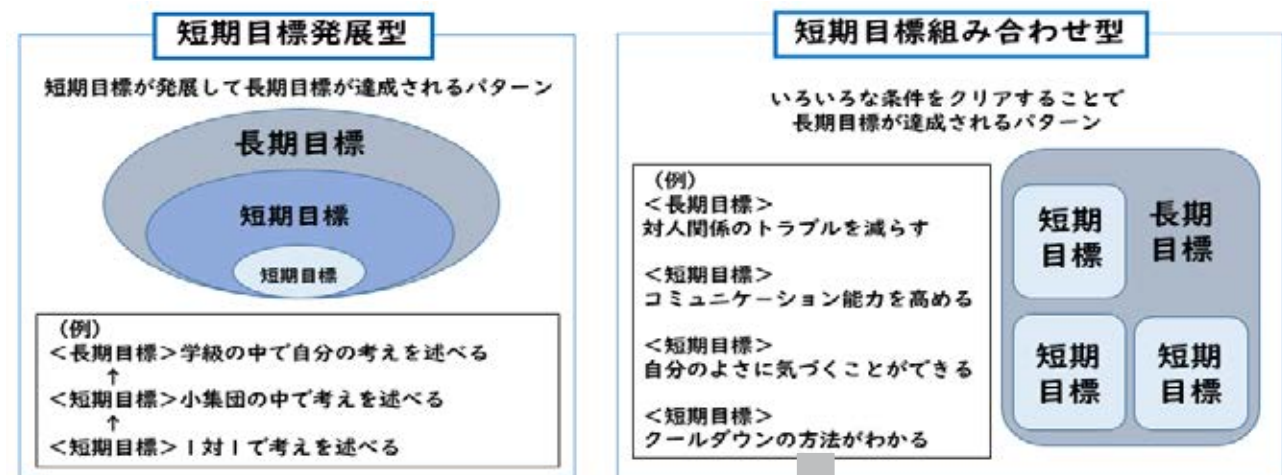 短期目標発展型
短期目標が発展して長期目標が達成されるパターン
長期目標
短期目標
短期目標
（例）
＜長期目標＞学級の中で自分の考えを述べる
↑
＜短期目標＞小集団の中で考えを述べる
↑
＜短期目標＞1対1で考えを述べる
短期目標組み合わせ型
いろいろな条件をクリアすることで
長期目標が達成されるパターン
（例）
＜長期目標＞
対人関係のトラブルを減らす
＜短期目標＞
コミュニケーション能力を高める
＜短期目標＞
自分のよさに気づくことができる
＜短期目標＞
クールダウンの方法がわかる
短期
目標
長期
目標
短期
目標
短期
目標